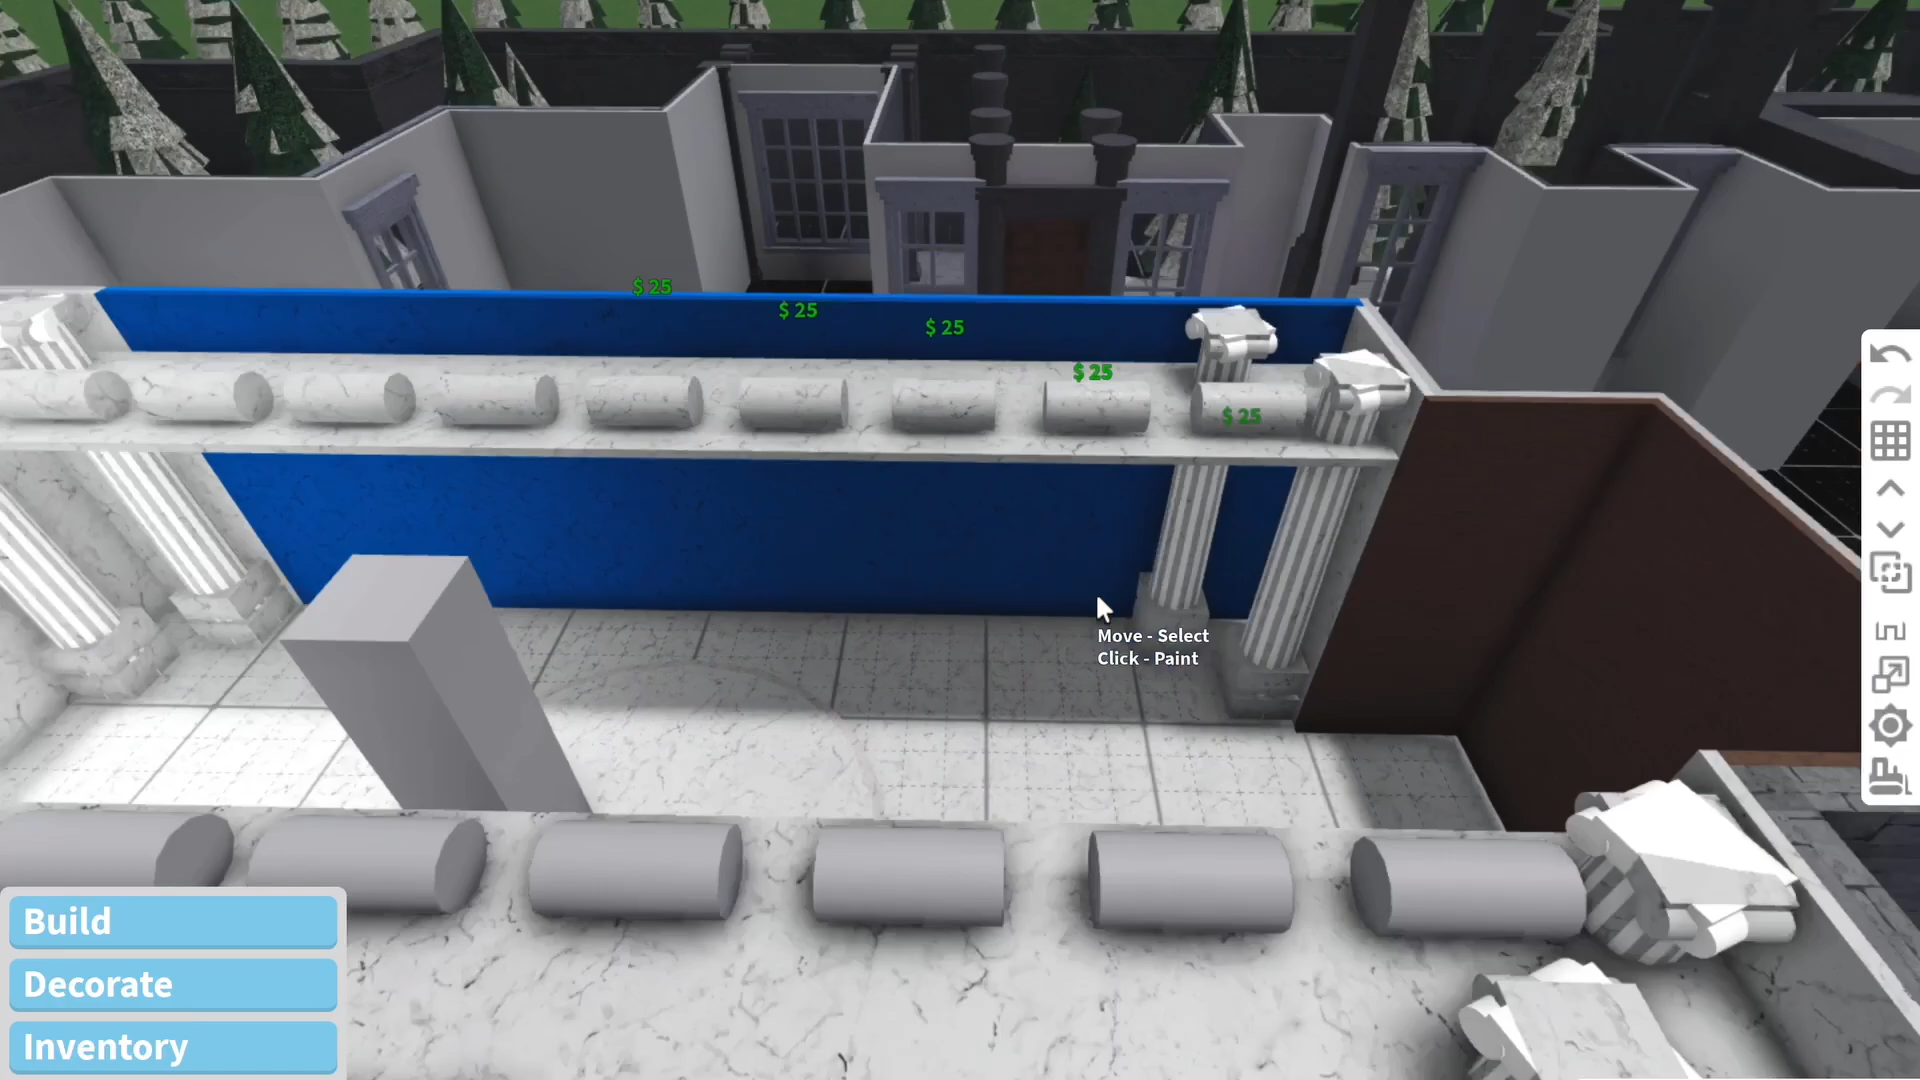 $ 25
$ 25
$ 25
$ 25
$ 25
Move - Select
Click - Paint
Build
Decorate
Inventory